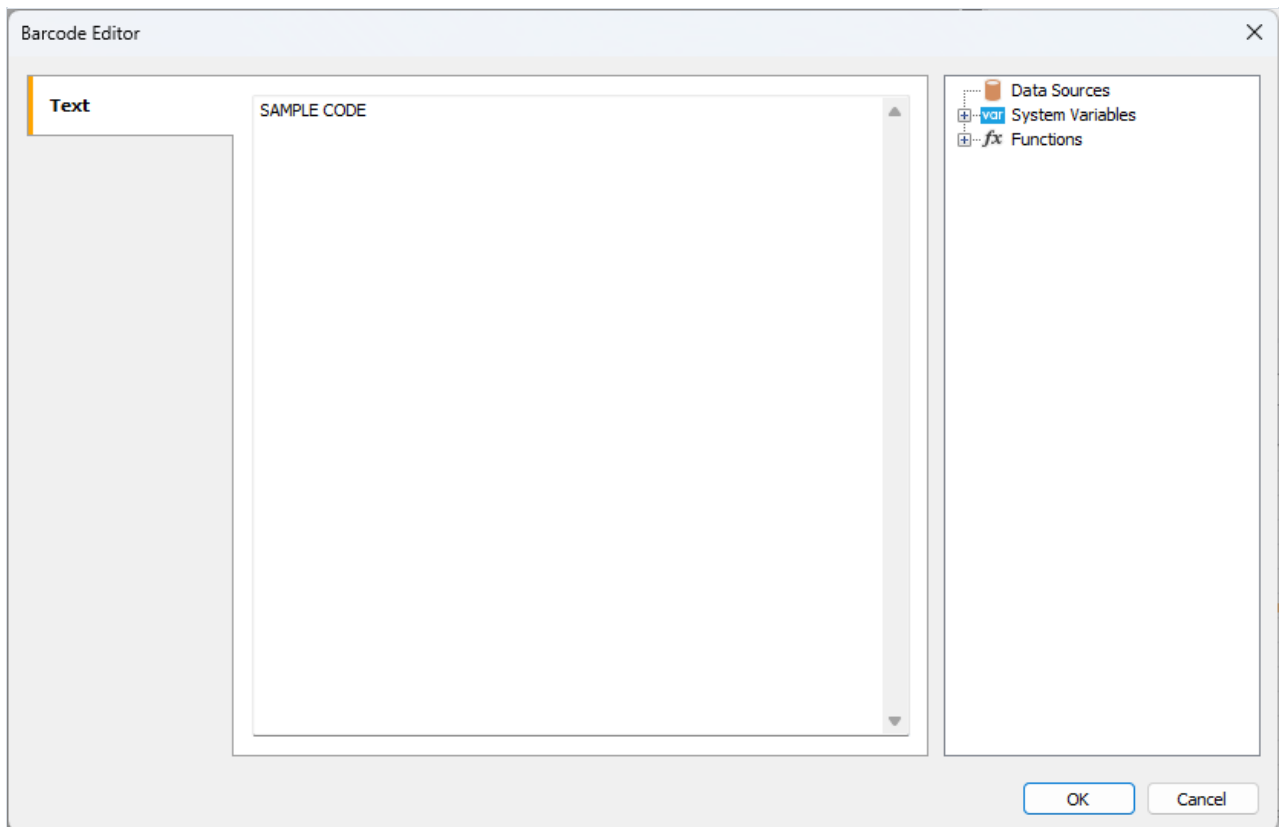 Barcode Editor
Text
SAMPLE CODE
Data Sources
var System Variables
fx Functions
OK
Cancel